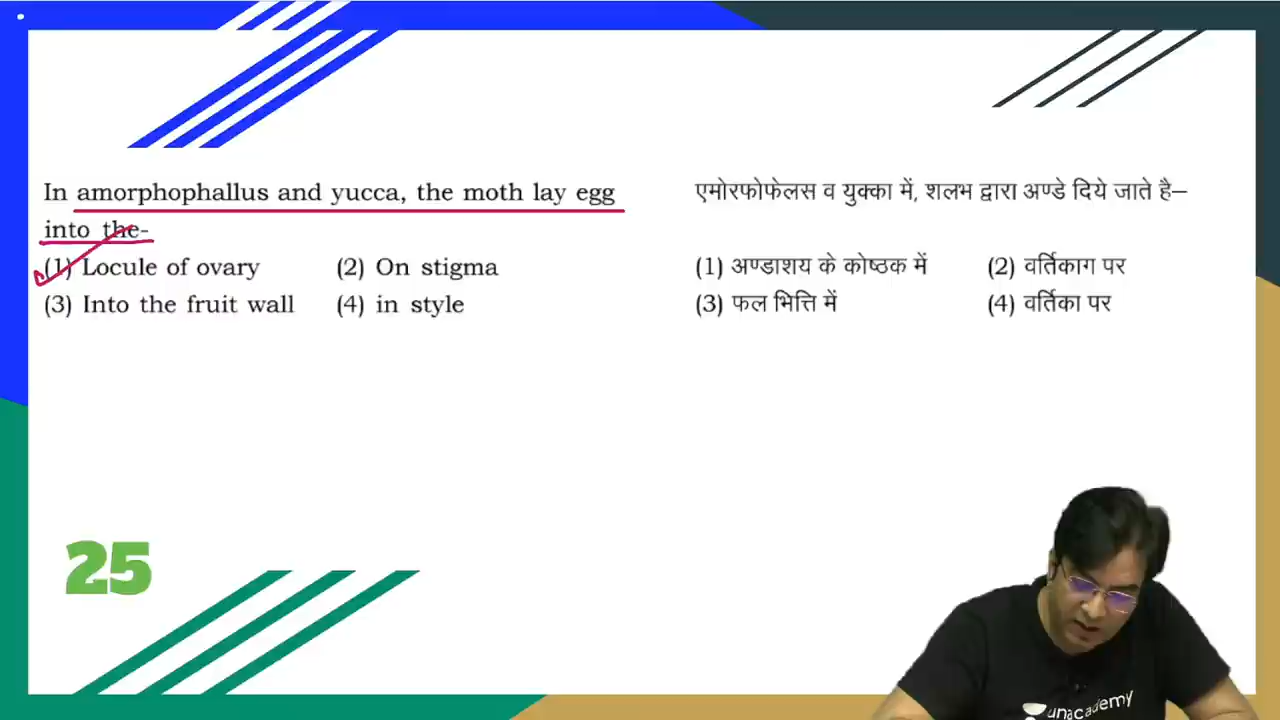 In amorphophallus and yucca, the moth lay egg
into the-
(1) Locule of ovary (2) On stigma
(3) Into the fruit wall (4) in style
एमोरफोफेलस व युक्का में, शलभ द्वारा अण्डे दिये जाते है–
(1) अण्डाशय के कोष्ठक में (2) वर्तिकाग पर
(3) फल भित्ति में (4) वर्तिका पर
25
unacademy